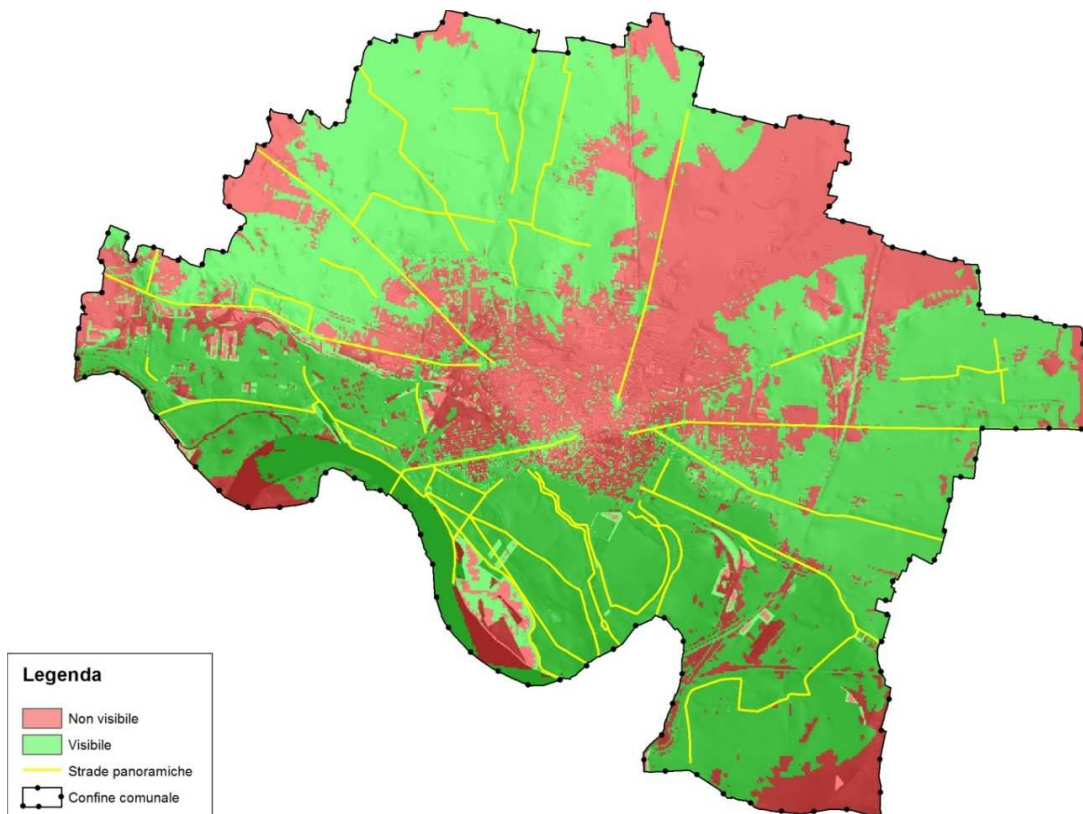 Legenda
Non visibile
Visibile
Strade panoramiche
Confine comunale